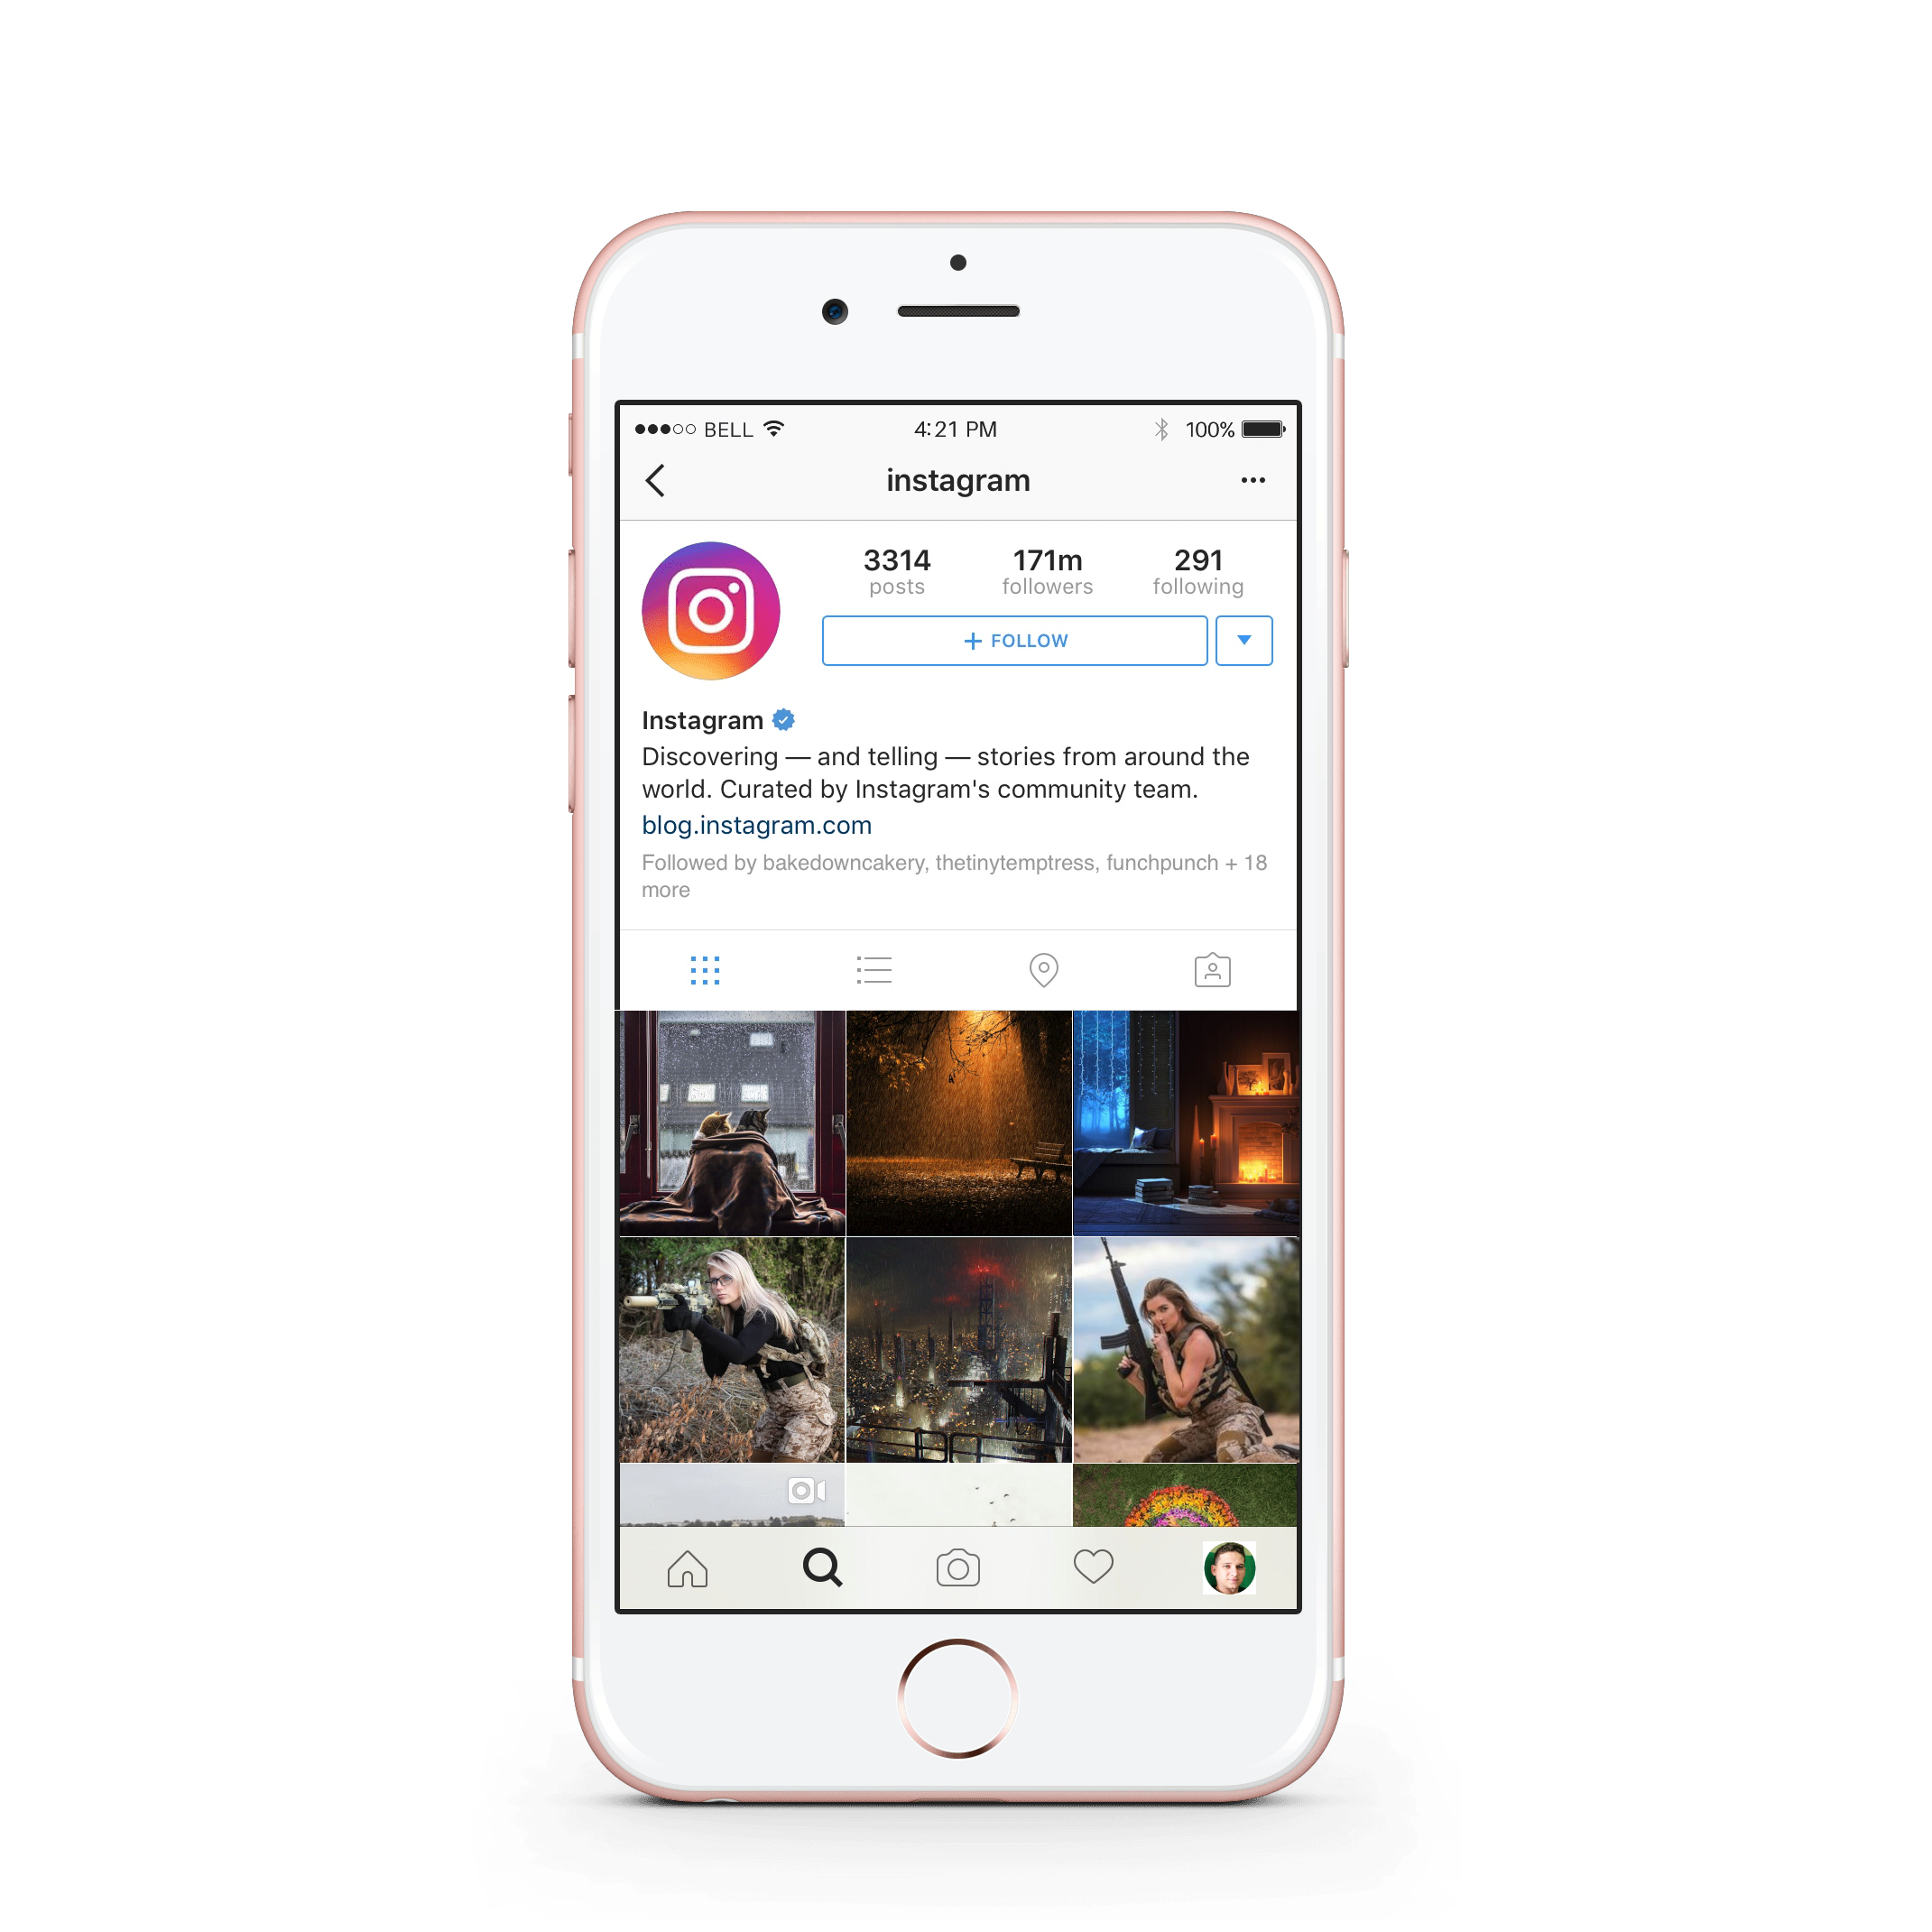 BELL 4:21 PM 100%
instagram
3314 171m 291
posts followers following
+ FOLLOW
Instagram
Discovering — and telling — stories from around the
world. Curated by Instagram's community team.
blog.instagram.com
Followed by bakedowncakery, thetinytemptress, funchpunch + 18
more